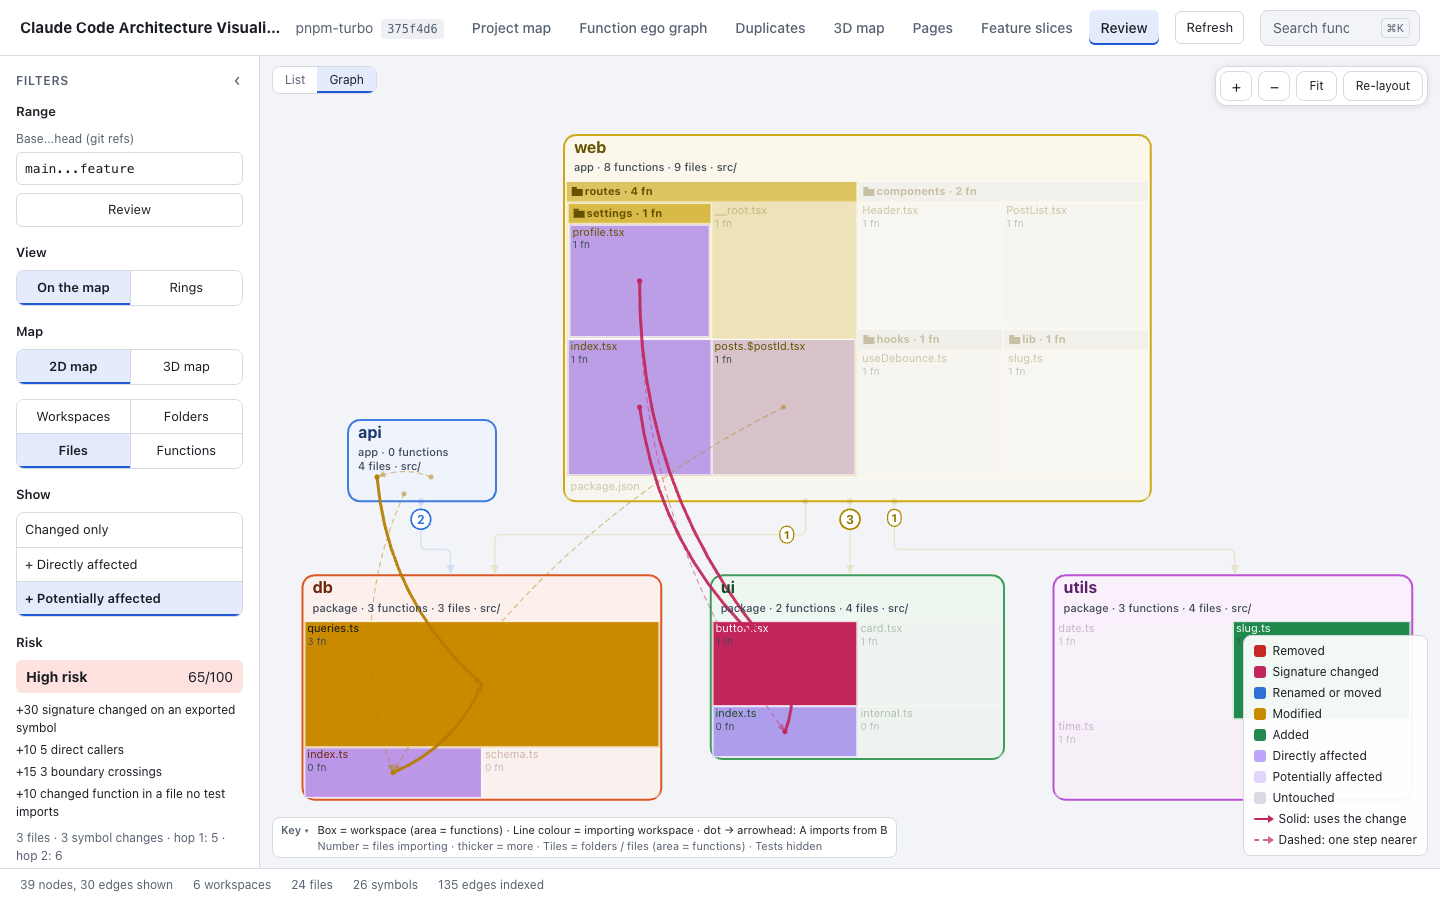 Claude Code Architecture Visuali...
pnpm-turbo 375f4d6
Project map
Function ego graph
Duplicates
3D map
Pages
Feature slices
Review
Refresh
Search func
⌘K
FILTERS
Range
Base...head (git refs)
main...feature
Review
View
On the map
Rings
Map
2D map
3D map
Workspaces
Folders
Files
Functions
Show
Changed only
+ Directly affected
+ Potentially affected
Risk
High risk 65/100
+30 signature changed on an exported
symbol
+10 5 direct callers
+15 3 boundary crossings
+10 changed function in a file no test
imports
3 files · 3 symbol changes · hop 1: 5 ·
hop 2: 6
List
Graph
+
−
Fit
Re-layout
web
app · 8 functions · 9 files · src/
routes · 4 fn
components · 2 fn
settings · 1 fn
__root.tsx
1 fn
Header.tsx
1 fn
PostList.tsx
1 fn
profile.tsx
1 fn
index.tsx
1 fn
posts.$postId.tsx
1 fn
hooks · 1 fn
lib · 1 fn
useDebounce.ts
1 fn
slug.ts
1 fn
package.json
api
app · 0 functions
4 files · src/
2
1
3
1
db
package · 3 functions · 3 files · src/
queries.ts
3 fn
index.ts
0 fn
schema.ts
0 fn
ui
package · 2 functions · 4 files · src/
button.tsx
1 fn
card.tsx
1 fn
index.ts
0 fn
internal.ts
0 fn
utils
package · 3 functions · 4 files · src/
date.ts
1 fn
slug.ts
time.ts
1 fn
Removed
Signature changed
Renamed or moved
Modified
Added
Directly affected
Potentially affected
Untouched
Solid: uses the change
Dashed: one step nearer
Key ▾ Box = workspace (area = functions) · Line colour = importing workspace · dot → arrowhead: A imports from B
Number = files importing · thicker = more · Tiles = folders / files (area = functions) · Tests hidden
39 nodes, 30 edges shown
6 workspaces
24 files
26 symbols
135 edges indexed